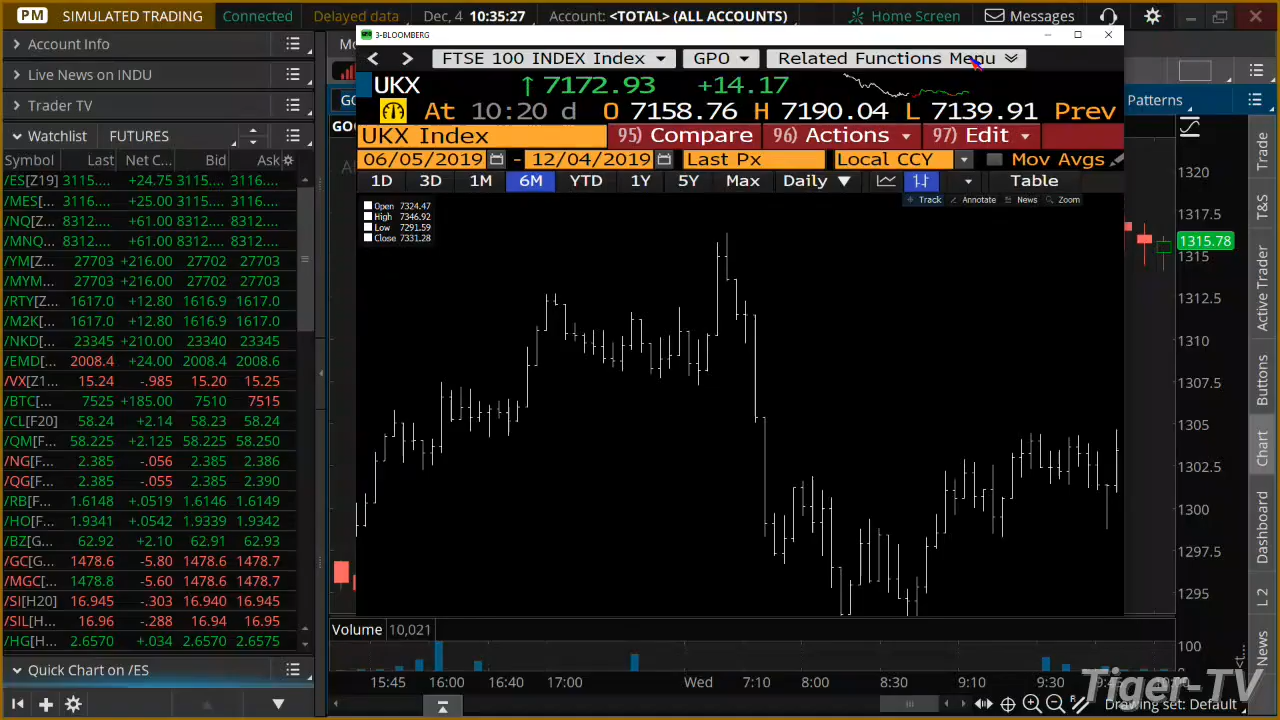 PM SIMULATED TRADING Connected Delayed data Dec, 4 10:35:27 Account: <TOTAL> (ALL ACCOUNTS) Home Screen Messages
3-BLOOMBERG
Account Info
Live News on INDU
Trader TV
Watchlist FUTURES
Symbol Last Net C... Bid Ask
/ES[Z19] 3115.... +24.75 3115.... 3116....
/MES[... 3116.... +25.00 3115.... 3116....
/NQ[Z... 8312.... +61.00 8312.... 8312....
/MNQ... 8312.... +61.00 8312.... 8312....
/YM[Z... 27703 +216.00 27702 27703
/MYM... 27703 +216.00 27702 27703
/RTY[Z... 1617.0 +12.80 1616.9 1617.0
/M2K[... 1617.0 +12.80 1616.9 1617.0
/NKD[... 23345 +210.00 23340 23345
/EMD[... 2008.4 +24.00 2008.4 2008.6
/VX[Z1... 15.24 -.985 15.20 15.25
/BTC[... 7525 +185.00 7510 7515
/CL[F20] 58.24 +2.14 58.23 58.24
/QM[F... 58.225 +2.125 58.225 58.250
/NG[F... 2.385 -.056 2.385 2.386
/QG[F... 2.385 -.055 2.385 2.390
/RB[F... 1.6148 +.0519 1.6146 1.6149
/HO[F... 1.9341 +.0542 1.9339 1.9342
/BZ[G... 62.92 +2.10 62.91 62.93
/GC[G... 1478.6 -5.80 1478.6 1478.7
/MGC[... 1478.8 -5.60 1478.6 1478.7
/SI[H20] 16.945 -.303 16.940 16.945
/SIL[H... 16.96 -.288 16.94 16.95
/HG[H... 2.6570 +.034 2.6570 2.6575
Quick Chart on /ES
FTSE 100 INDEX Index GPO Related Functions Menu
UKX ↑ 7172.93 +14.17
At 10:20 d O 7158.76 H 7190.04 L 7139.91 Prev
UKX Index 95) Compare 96) Actions 97) Edit
06/05/2019 - 12/04/2019 Last Px Local CCY Mov Avgs
1D 3D 1M 6M YTD 1Y 5Y Max Daily ▼ Table
Track Annotate News Zoom
Open 7324.47
High 7346.92
Low 7291.59
Close 7331.28
Patterns
1320
1317.5
1315.78
1315
1312.5
1310
1307.5
1305
1302.5
1300
1297.5
1295
Volume 10,021
100
15:45 16:00 16:40 17:00 Wed 7:10 8:00 8:30 9:10 9:30
Drawing set: Default
Trade
T&S
Active Trader
Buttons
Chart
Dashboard
L 2
News
Tiger-TV